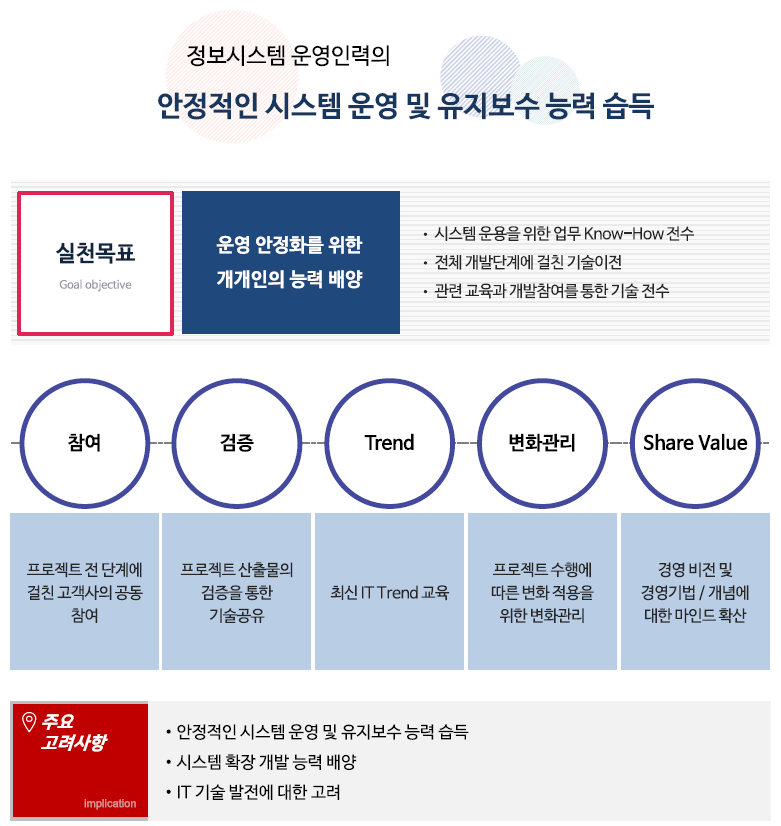 정보시스템 운영인력의
안정적인 시스템 운영 및 유지보수 능력 습득
실천목표
Goal objective
운영 안정화를 위한
개개인의 능력 배양
• 시스템 운용을 위한 업무 Know-How 전수
• 전체 개발단계에 걸친 기술이전
• 관련 교육과 개발참여를 통한 기술 전수
참여
검증
Trend
변화관리
Share Value
프로젝트 전 단계에
걸친 고객사의 공동
참여
프로젝트 산출물의
검증을 통한
기술공유
최신 IT Trend 교육
프로젝트 수행에
따른 변화 적용을
위한 변화관리
경영 비전 및
경영기법 / 개념에
대한 마인드 확산
주요
고려사항
implication
• 안정적인 시스템 운영 및 유지보수 능력 습득
• 시스템 확장 개발 능력 배양
• IT 기술 발전에 대한 고려